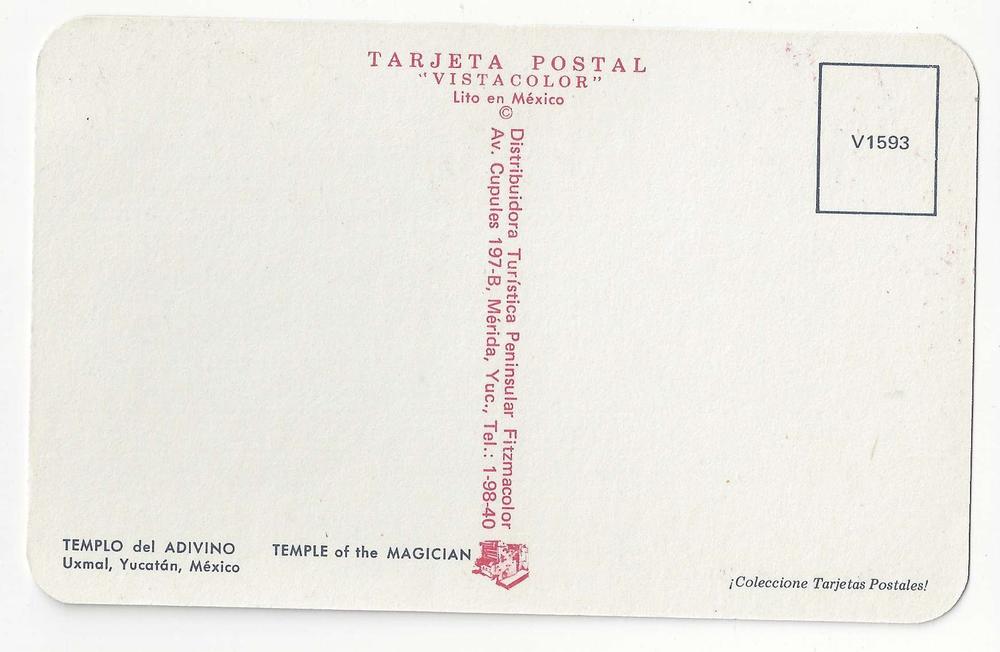 TARJETA POSTAL
"VISTACOLOR"
Lito en México
©
V1593
Distribuidora Turística Peninsular Fitzmacolor
Av. Cupules 197-B, Mérida, Yuc., Tel.: 1-98-40
TEMPLO del ADIVINO
Uxmal, Yucatán, México
TEMPLE of the MAGICIAN
¡Coleccione Tarjetas Postales!